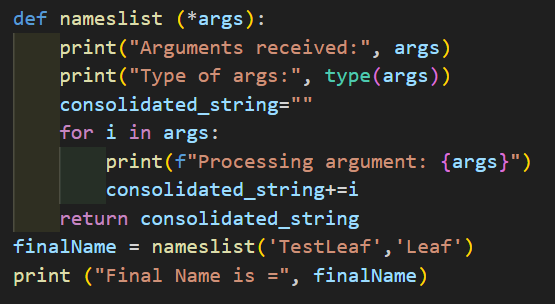 def nameslist (*args):
    print("Arguments received:", args)
    print("Type of args:", type(args))
    consolidated_string=""
    for i in args:
        print(f"Processing argument: {args}")
        consolidated_string+=i
    return consolidated_string
finalName = nameslist('TestLeaf','Leaf')
print ("Final Name is =", finalName)